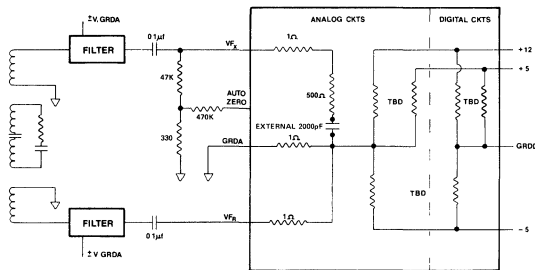 ANALOG CKTS
DIGITAL CKTS
± V, GRDA
FILTER
0 1μf
VFX
1Ω
47K
500Ω
+12
+ 5
AUTO
ZERO
470K
TBD
TBD
EXTERNAL 2000pF
330
GRDA
1Ω
GRDD
TBD
FILTER
VFR
1Ω
0 1μf
- 5
± V GRDA